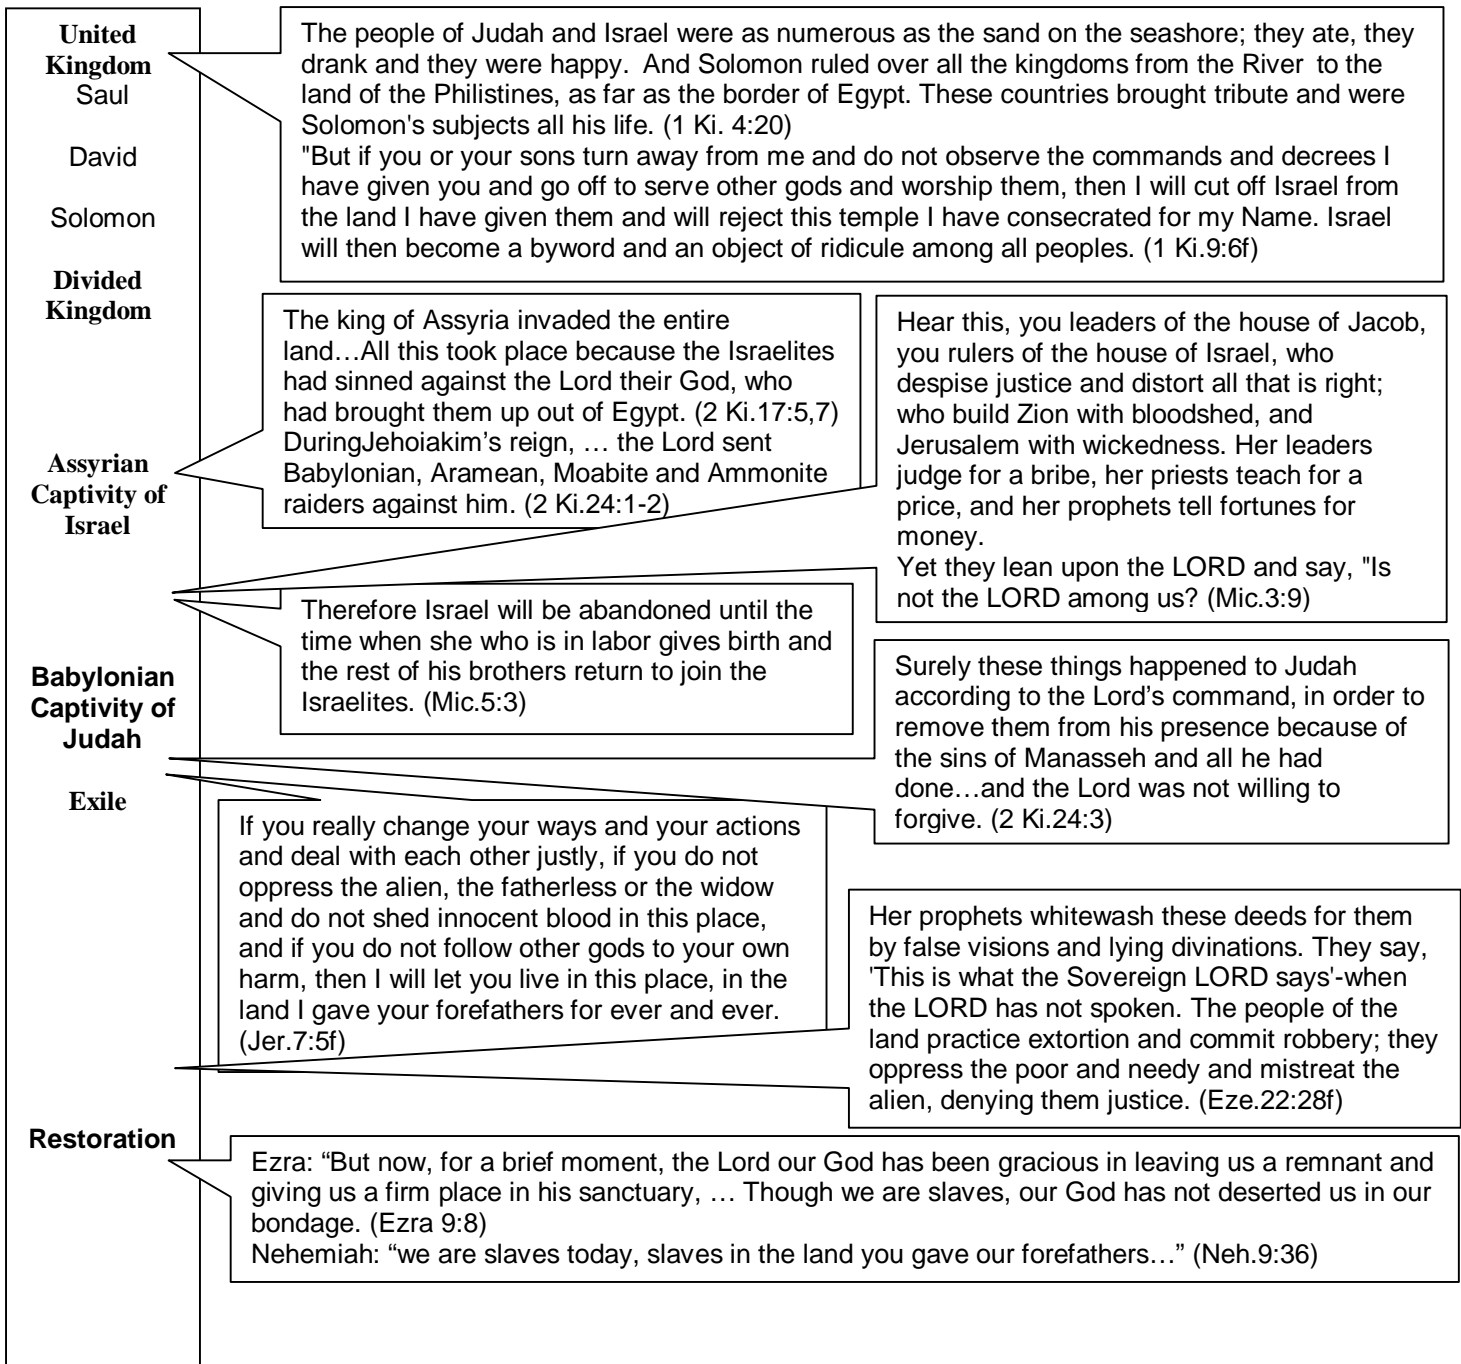 United
Kingdom
Saul
David
Solomon
Divided
Kingdom
Assyrian
Captivity of
Israel
Babylonian
Captivity of
Judah
Exile
Restoration
The people of Judah and Israel were as numerous as the sand on the seashore; they ate, they
drank and they were happy. And Solomon ruled over all the kingdoms from the River to the
land of the Philistines, as far as the border of Egypt. These countries brought tribute and were
Solomon's subjects all his life. (1 Ki. 4:20)
"But if you or your sons turn away from me and do not observe the commands and decrees I
have given you and go off to serve other gods and worship them, then I will cut off Israel from
the land I have given them and will reject this temple I have consecrated for my Name. Israel
will then become a byword and an object of ridicule among all peoples. (1 Ki.9:6f)
The king of Assyria invaded the entire
land…All this took place because the Israelites
had sinned against the Lord their God, who
had brought them up out of Egypt. (2 Ki.17:5,7)
DuringJehoiakim’s reign, … the Lord sent
Babylonian, Aramean, Moabite and Ammonite
raiders against him. (2 Ki.24:1-2)
Hear this, you leaders of the house of Jacob,
you rulers of the house of Israel, who
despise justice and distort all that is right;
who build Zion with bloodshed, and
Jerusalem with wickedness. Her leaders
judge for a bribe, her priests teach for a
price, and her prophets tell fortunes for
money.
Yet they lean upon the LORD and say, "Is
not the LORD among us? (Mic.3:9)
Therefore Israel will be abandoned until the
time when she who is in labor gives birth and
the rest of his brothers return to join the
Israelites. (Mic.5:3)
Surely these things happened to Judah
according to the Lord’s command, in order to
remove them from his presence because of
the sins of Manasseh and all he had
done…and the Lord was not willing to
forgive. (2 Ki.24:3)
If you really change your ways and your actions
and deal with each other justly, if you do not
oppress the alien, the fatherless or the widow
and do not shed innocent blood in this place,
and if you do not follow other gods to your own
harm, then I will let you live in this place, in the
land I gave your forefathers for ever and ever.
(Jer.7:5f)
Her prophets whitewash these deeds for them
by false visions and lying divinations. They say,
'This is what the Sovereign LORD says'-when
the LORD has not spoken. The people of the
land practice extortion and commit robbery; they
oppress the poor and needy and mistreat the
alien, denying them justice. (Eze.22:28f)
Ezra: “But now, for a brief moment, the Lord our God has been gracious in leaving us a remnant and
giving us a firm place in his sanctuary, … Though we are slaves, our God has not deserted us in our
bondage. (Ezra 9:8)
Nehemiah: “we are slaves today, slaves in the land you gave our forefathers…” (Neh.9:36)